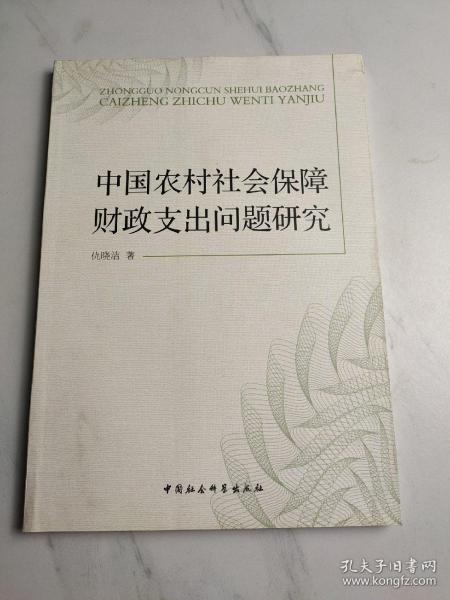 ZHONGGUO NONGCUN SHEHUI BAOZHANG
CAIZHENG ZHICHU WENTI YANJIU
中国农村社会保障
财政支出问题研究
仇晓洁 著
中国社会科学出版社
孔夫子旧书网
www.kongfz.com